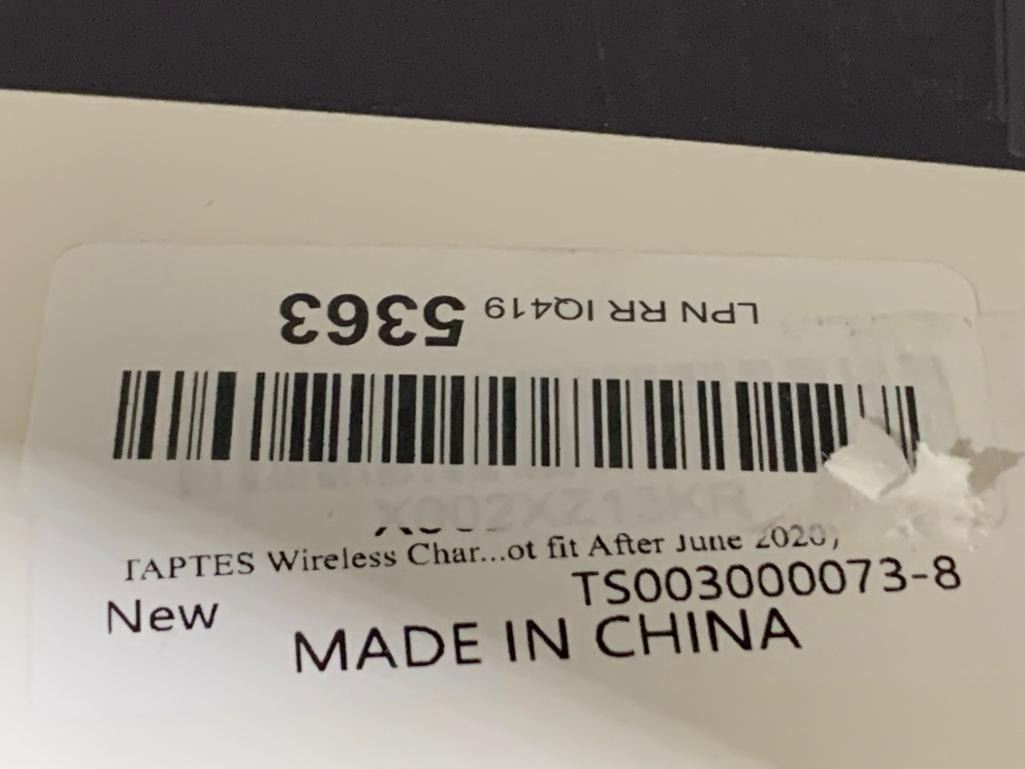 LPN RR IQ419 5363
X002XZ13KR
TAPTES Wireless Char...ot fit After June 2020)
New
TS003000073-8
MADE IN CHINA